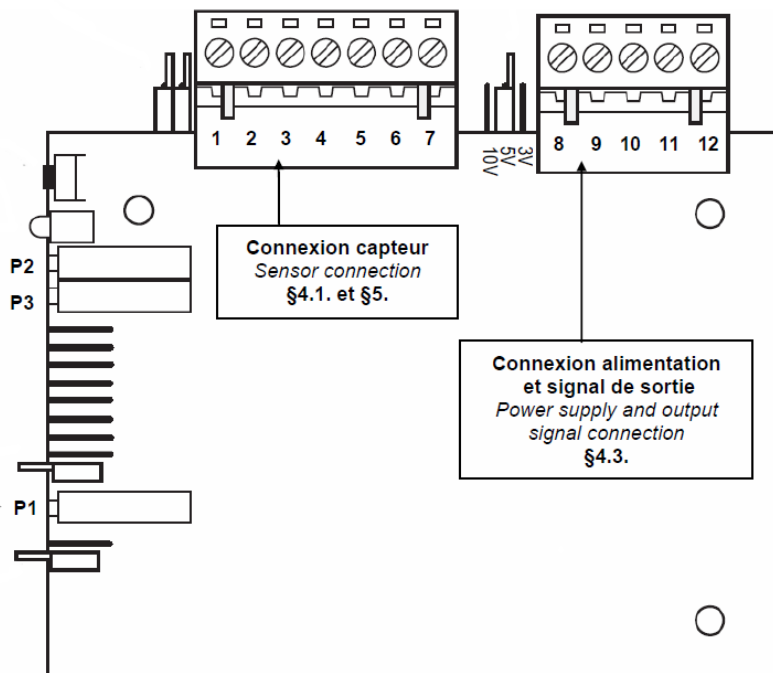 1 2 3 4 5 6 7
10V
5V
3V
8 9 10 11 12
Connexion capteur
Sensor connection
§4.1. et §5.
P2
P3
Connexion alimentation
et signal de sortie
Power supply and output
signal connection
§4.3.
P1